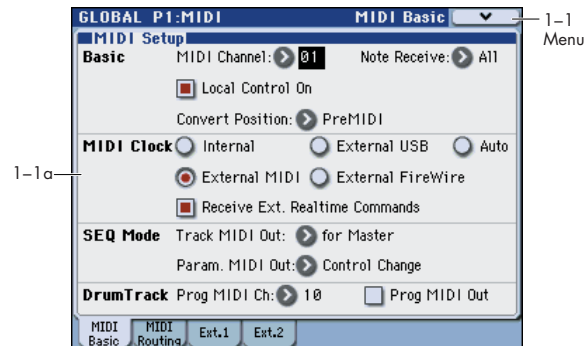 GLOBAL P1:MIDI MIDI Basic
1–1
Menu
MIDI Setup
Basic MIDI Channel: 01 Note Receive: All
Local Control On
Convert Position: PreMIDI
MIDI Clock Internal External USB Auto
1–1a
External MIDI External FireWire
Receive Ext. Realtime Commands
SEQ Mode Track MIDI Out: for Master
Param. MIDI Out: Control Change
DrumTrack Prog MIDI Ch: 10 Prog MIDI Out
MIDI Basic MIDI Routing Ext.1 Ext.2